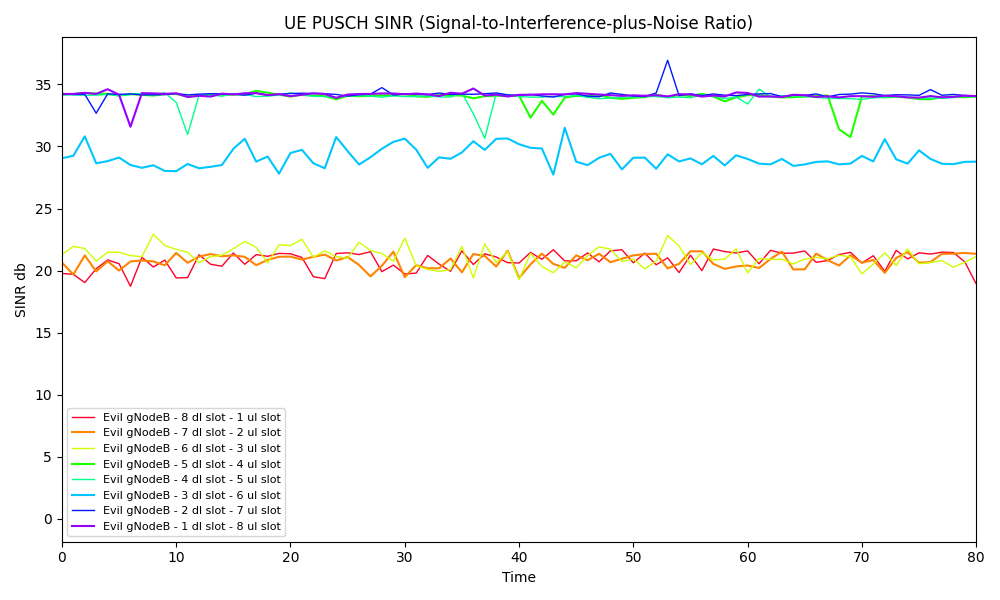 UE PUSCH SINR (Signal-to-Interference-plus-Noise Ratio)
SINR db
35
30
25
20
15
10
5
0
Evil gNodeB - 8 dl slot - 1 ul slot
Evil gNodeB - 7 dl slot - 2 ul slot
Evil gNodeB - 6 dl slot - 3 ul slot
Evil gNodeB - 5 dl slot - 4 ul slot
Evil gNodeB - 4 dl slot - 5 ul slot
Evil gNodeB - 3 dl slot - 6 ul slot
Evil gNodeB - 2 dl slot - 7 ul slot
Evil gNodeB - 1 dl slot - 8 ul slot
0 10 20 30 40 50 60 70 80
Time